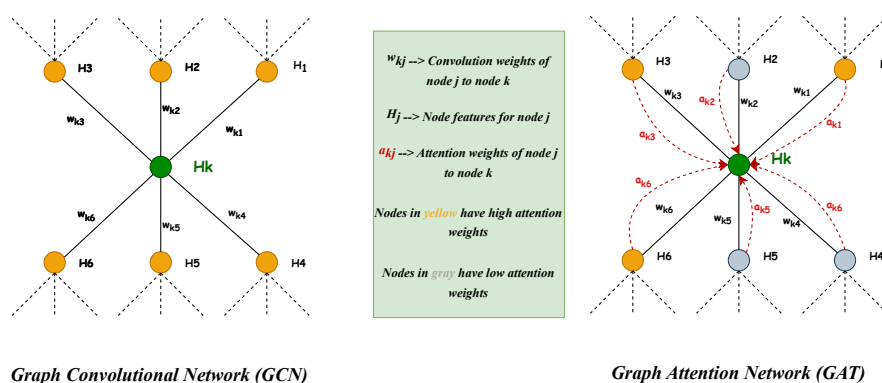 H3
H2
H1
wk3
wk2
wk1
Hk
wk6
wk5
wk4
H6
H5
H4
Graph Convolutional Network (GCN)
wkj --> Convolution weights of
node j to node k
Hj --> Node features for node j
akj --> Attention weights of node j
to node k
Nodes in yellow have high attention
weights
Nodes in gray have low attention
weights
H3
H2
H
wk3
wk2
wk1
ak3
ak2
ak1
Hk
ak6
wk6
wk5
ak5
wk4
ak6
H6
H5
H4
Graph Attention Network (GAT)